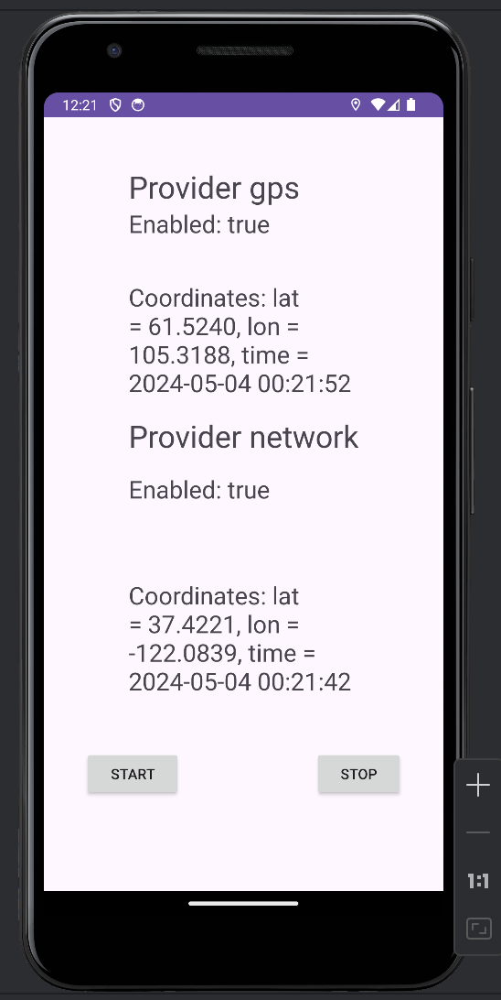 12:21
Provider gps
Enabled: true
Coordinates: lat
= 61.5240, lon =
105.3188, time =
2024-05-04 00:21:52
Provider network
Enabled: true
Coordinates: lat
= 37.4221, lon =
-122.0839, time =
2024-05-04 00:21:42
START STOP
1:1